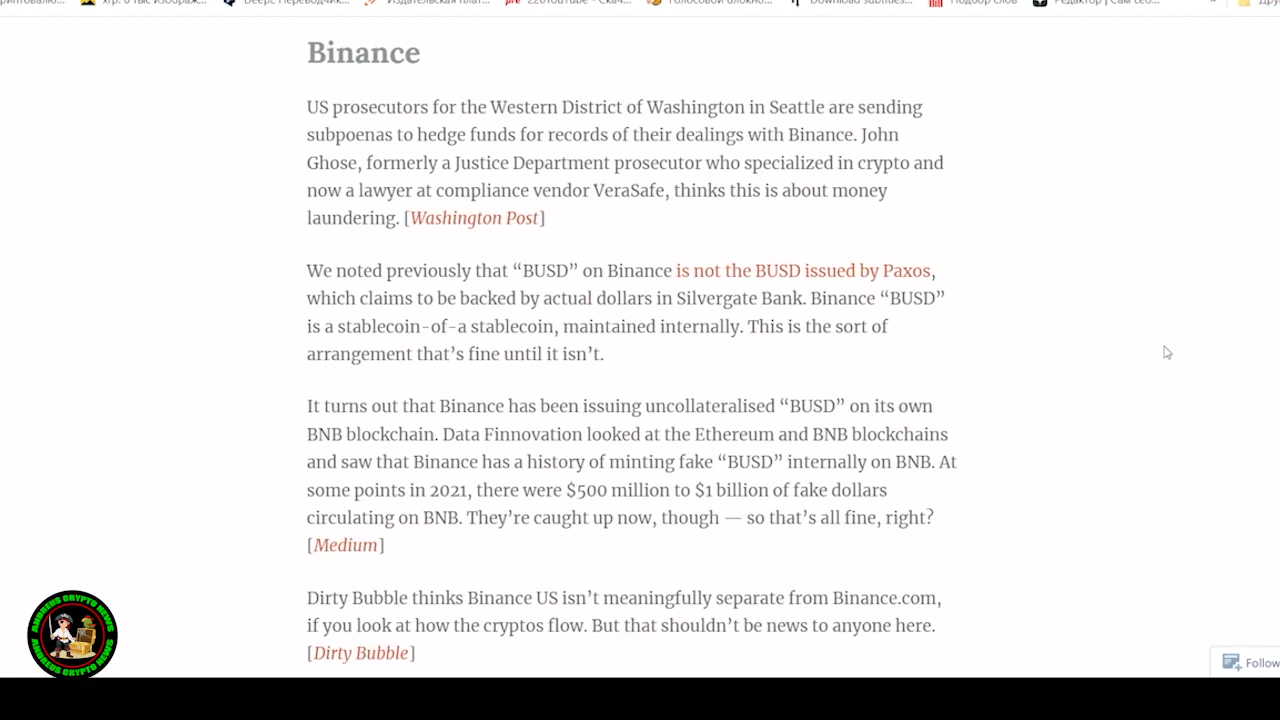 хгр: 6 тыс изображ...
DeepL Переводчик...
Издательская плат...
220YouTube - Скач...
Голосовой блокно...
Download subtitles...
Подбор слов
Редактор | Сам себ...
»
Binance
US prosecutors for the Western District of Washington in Seattle are sending
subpoenas to hedge funds for records of their dealings with Binance. John
Ghose, formerly a Justice Department prosecutor who specialized in crypto and
now a lawyer at compliance vendor VeraSafe, thinks this is about money
laundering. [Washington Post]
We noted previously that “BUSD” on Binance is not the BUSD issued by Paxos,
which claims to be backed by actual dollars in Silvergate Bank. Binance “BUSD”
is a stablecoin-of-a stablecoin, maintained internally. This is the sort of
arrangement that’s fine until it isn’t.
It turns out that Binance has been issuing uncollateralised “BUSD” on its own
BNB blockchain. Data Finnovation looked at the Ethereum and BNB blockchains
and saw that Binance has a history of minting fake “BUSD” internally on BNB. At
some points in 2021, there were $500 million to $1 billion of fake dollars
circulating on BNB. They’re caught up now, though — so that’s all fine, right?
[Medium]
Dirty Bubble thinks Binance US isn’t meaningfully separate from Binance.com,
if you look at how the cryptos flow. But that shouldn’t be news to anyone here.
[Dirty Bubble]
ANDREUS CRYPTO NEWS
ANDREUS CRYPTO NEWS
Follow